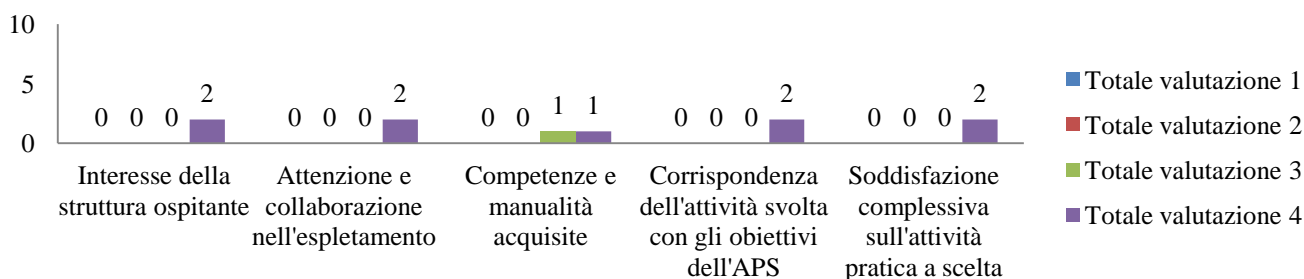 10
5
0
0 0 0 2
0 0 0 2
0 0 1 1
0 0 0 2
0 0 0 2
Interesse della
struttura ospitante
Attenzione e
collaborazione
nell'espletamento
Competenze e
manualità
acquisite
Corrispondenza
dell'attività svolta
con gli obiettivi
dell'APS
Soddisfazione
complessiva
sull'attività
pratica a scelta
Totale valutazione 1
Totale valutazione 2
Totale valutazione 3
Totale valutazione 4